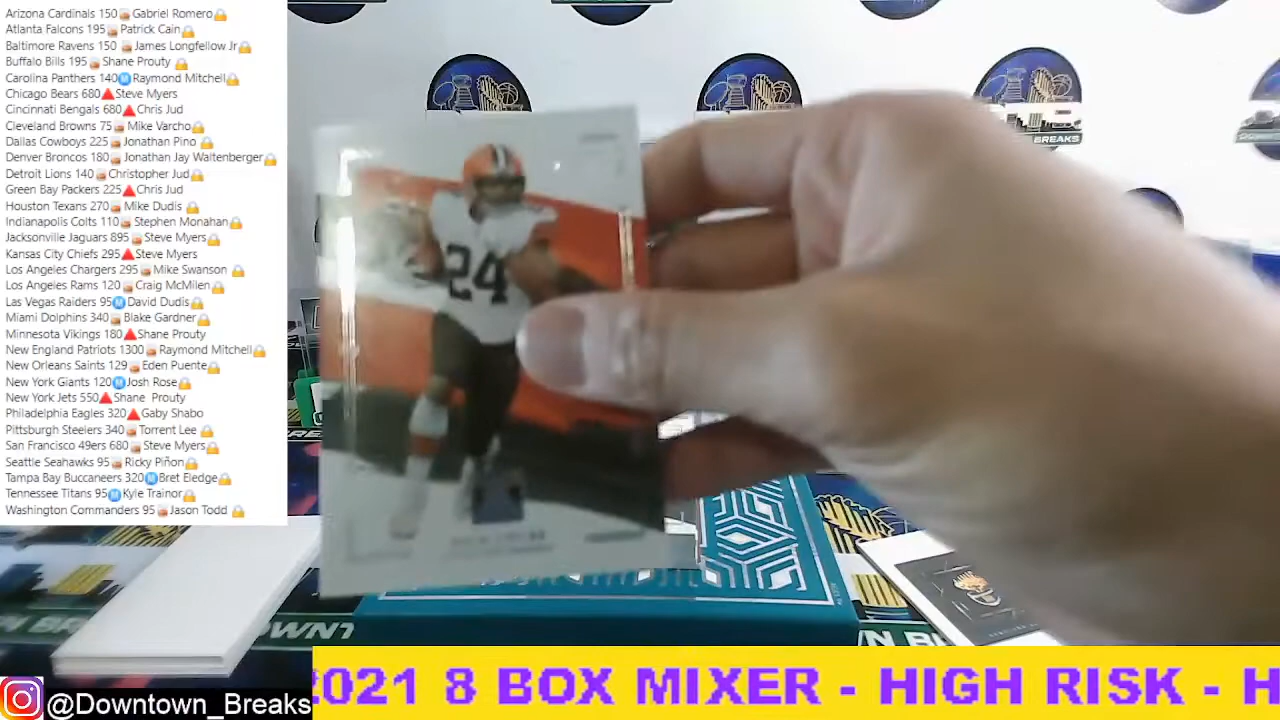 Arizona Cardinals 150 Gabriel Romero
Atlanta Falcons 195 Patrick Cain
Baltimore Ravens 150 James Longfellow Jr
Buffalo Bills 195 Shane Prouty
Carolina Panthers 140 M Raymond Mitchell
Chicago Bears 680 Steve Myers
Cincinnati Bengals 680 Chris Jud
Cleveland Browns 75 Mike Varcho
Dallas Cowboys 225 Jonathan Pino
Denver Broncos 180 Jonathan Jay Waltenberger
Detroit Lions 140 Christopher Jud
Green Bay Packers 225 Chris Jud
Houston Texans 270 Mike Dudis
Indianapolis Colts 110 Stephen Monahan
Jacksonville Jaguars 895 Steve Myers
Kansas City Chiefs 295 Steve Myers
Los Angeles Chargers 295 Mike Swanson
Los Angeles Rams 120 Craig McMilen
Las Vegas Raiders 95 M David Dudis
Miami Dolphins 340 Blake Gardner
Minnesota Vikings 180 Shane Prouty
New England Patriots 1300 Raymond Mitchell
New Orleans Saints 129 Eden Puente
New York Giants 120 M Josh Rose
New York Jets 550 Shane Prouty
Philadelphia Eagles 320 Gaby Shabo
Pittsburgh Steelers 340 Torrent Lee
San Francisco 49ers 680 Steve Myers
Seattle Seahawks 95 Ricky Piñon
Tampa Bay Buccaneers 320 M Bret Eledge
Tennessee Titans 95 M Kyle Trainor
Washington Commanders 95 Jason Todd
24
BREAKS
OWNT
WN BR
@Downtown_Breaks
2021 8 BOX MIXER - HIGH RISK - H